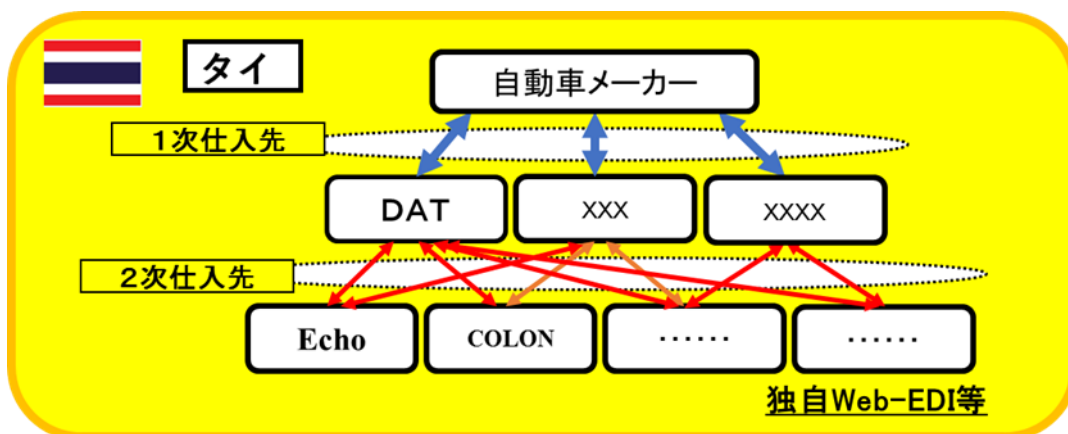 タイ
自動車メーカー
1次仕入先
DAT
XXX
XXXX
2次仕入先
Echo
COLON
......
......
独自Web-EDI等